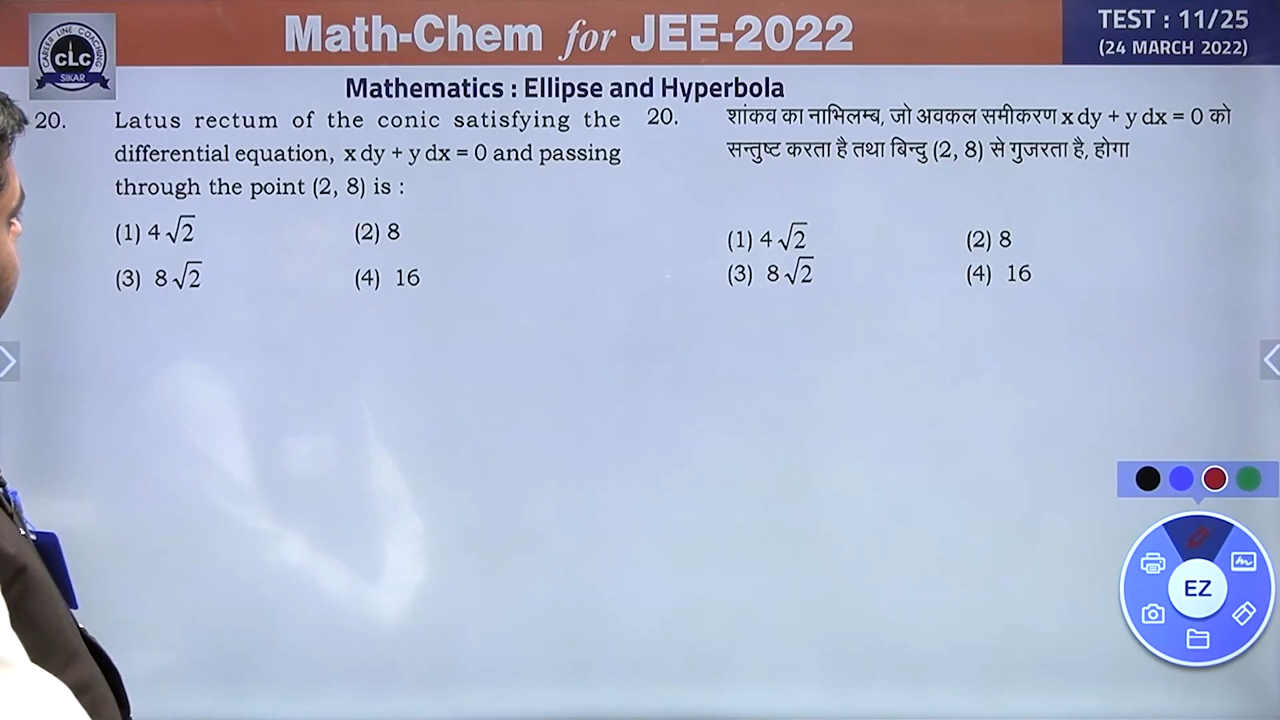 CAREER LINE COACHING
CLC
SIKAR
Math-Chem for JEE-2022
TEST : 11/25
(24 MARCH 2022)
Mathematics : Ellipse and Hyperbola
20. Latus rectum of the conic satisfying the
differential equation, x dy + y dx = 0 and passing
through the point (2, 8) is :
(1) 4√2 (2) 8
(3) 8√2 (4) 16
20. शांकव का नाभिलम्ब, जो अवकल समीकरण x dy + y dx = 0 को
सन्तुष्ट करता है तथा बिन्दु (2, 8) से गुजरता है, होगा
(1) 4√2 (2) 8
(3) 8√2 (4) 16
EZ